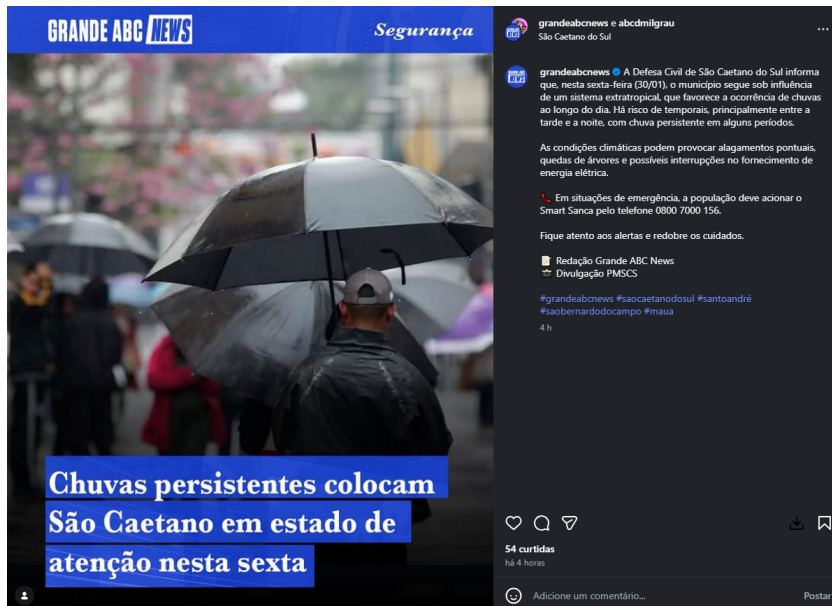 GRANDE ABC NEWS
Segurança
Chuvas persistentes colocam
São Caetano em estado de
atenção nesta sexta
grandeabcnews e abcdmilgrau
São Caetano do Sul
grandeabcnews A Defesa Civil de São Caetano do Sul informa
que, nesta sexta-feira (30/01), o município segue sob influência
de um sistema extratropical, que favorece a ocorrência de chuvas
ao longo do dia. Há risco de temporais, principalmente entre a
tarde e a noite, com chuva persistente em alguns períodos.
As condições climáticas podem provocar alagamentos pontuais,
quedas de árvores e possíveis interrupções no fornecimento de
energia elétrica.
📞 Em situações de emergência, a população deve acionar o
Smart Sanca pelo telefone 0800 7000 156.
Fique atento aos alertas e redobre os cuidados.
📝 Redação Grande ABC News
📸 Divulgação PMSCS
#grandeabcnews #saocaetanodosul #santoandré
#saobernardodocampo #maua
4 h
54 curtidas
há 4 horas
Adicione um comentário...
Postar